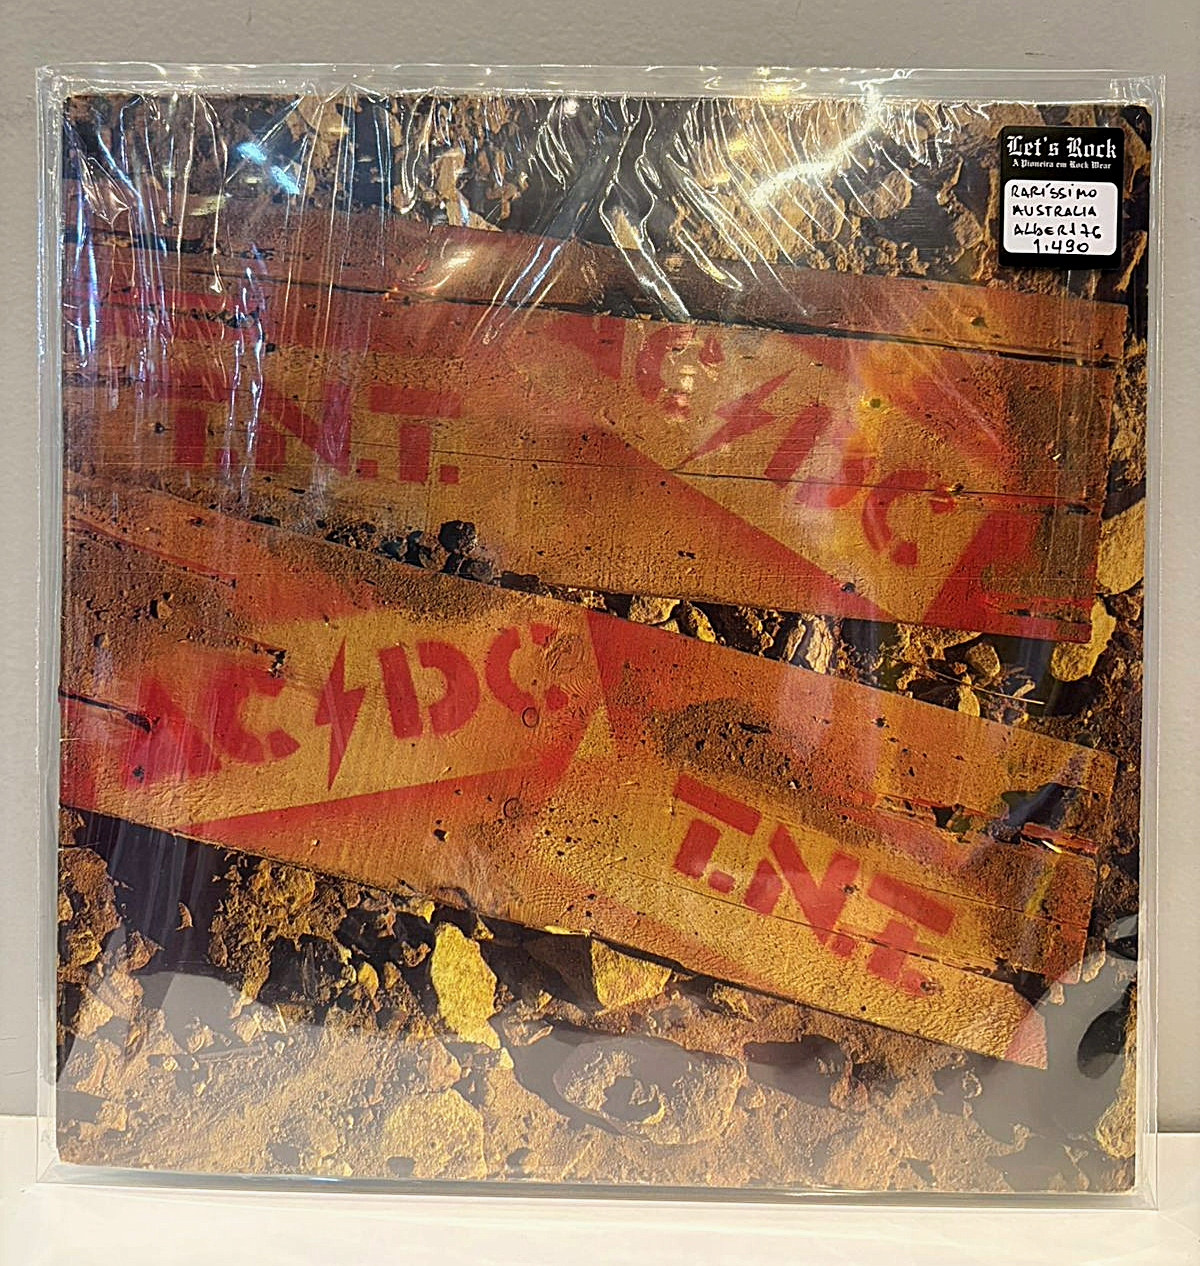 Let's Rock
A Pioneira em Rock Wear
RARÍSSIMO
AUSTRALIA
ALBERT 76
1.490
AC⚡DC
T.N.T.
AC⚡DC
T.N.T.